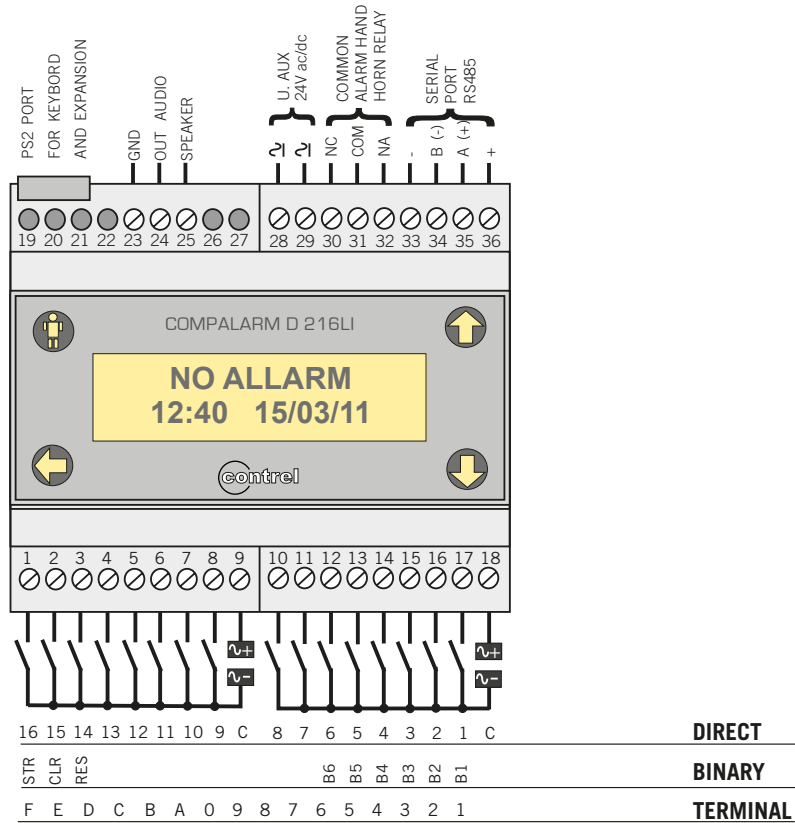 PS2 PORT
FOR KEYBORD
AND EXPANSION
GND
OUT AUDIO
SPEAKER
U. AUX
24V ac/dc
COMMON
ALARM HAND
HORN RELAY
SERIAL
PORT
RS485
NC
COM
NA
-
B (-)
A (+)
+
19 20 21 22 23 24 25 26 27 28 29 30 31 32 33 34 35 36
COMPALARM D 216LI
NO ALLARM
12:40 15/03/11
contrel
1 2 3 4 5 6 7 8 9 10 11 12 13 14 15 16 17 18
~+ ~+
~- ~-
16 15 14 13 12 11 10 9 C 8 7 6 5 4 3 2 1 C DIRECT
STR CLR RES B6 B5 B4 B3 B2 B1 BINARY
F E D C B A 0 9 8 7 6 5 4 3 2 1 TERMINAL